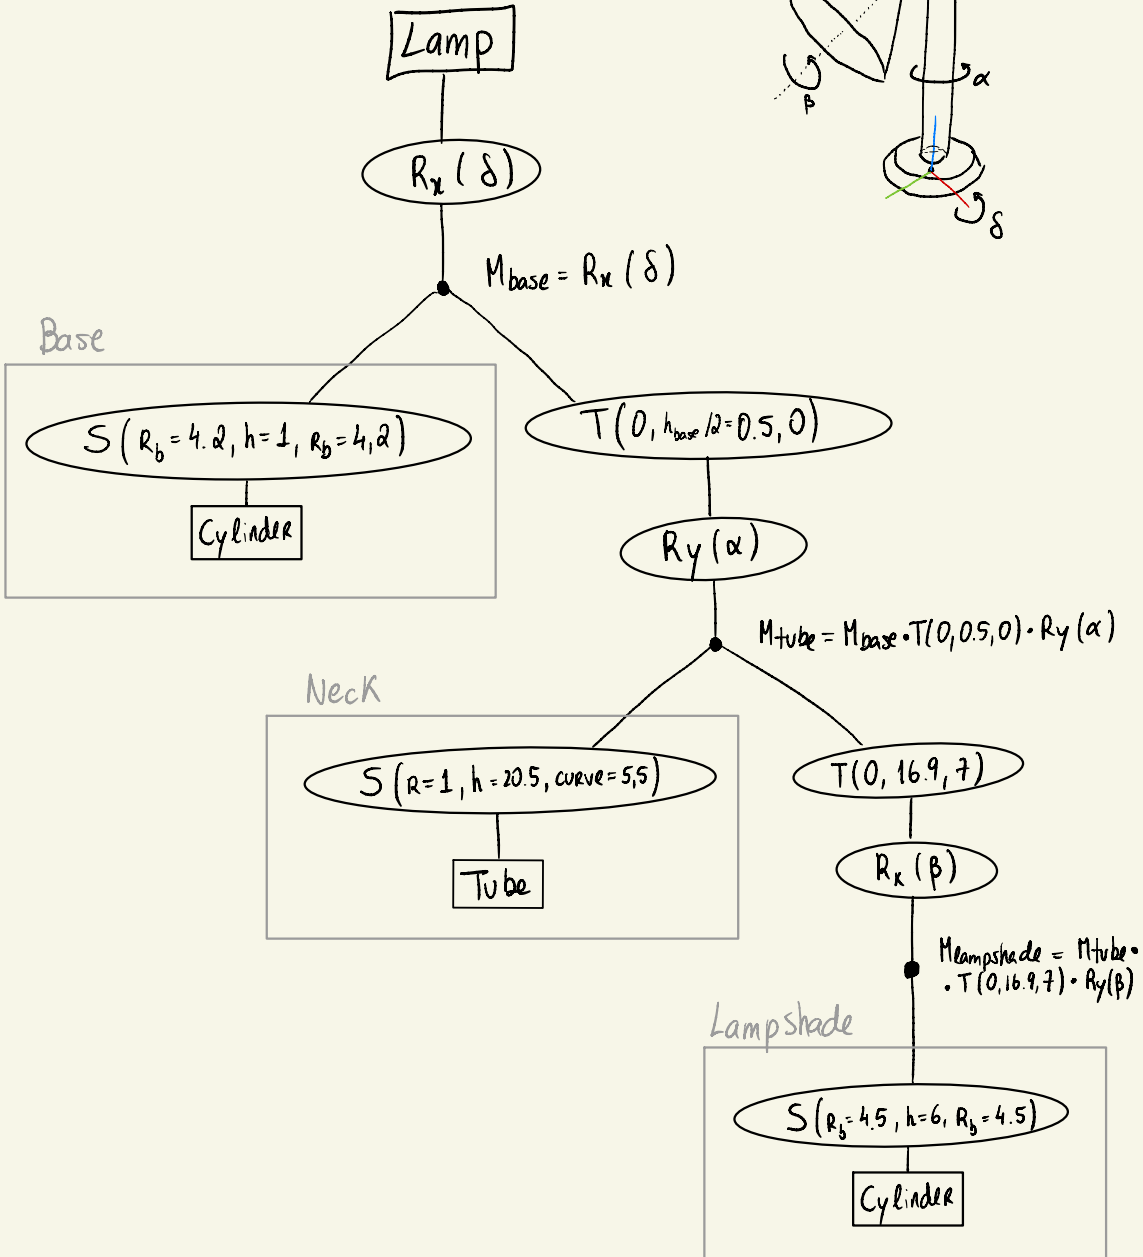 Lamp
β
α
δ
Rx (δ)
Mbase = Rx (δ)
Base
S (Rb = 4.2, h = 1, Rb = 4,2)
Cylinder
T(0, hbase/2 = 0.5, 0)
Ry (α)
Mtube = Mbase · T(0, 0.5, 0) · Ry (α)
Neck
S (R = 1, h = 20.5, curve = 5,5)
Tube
T(0, 16.9, 7)
Rx (β)
Mlampshade = Mtube ·
· T(0, 16.9, 7) · Ry(β)
Lampshade
S (Rb = 4.5, h = 6, Rb = 4.5)
Cylinder